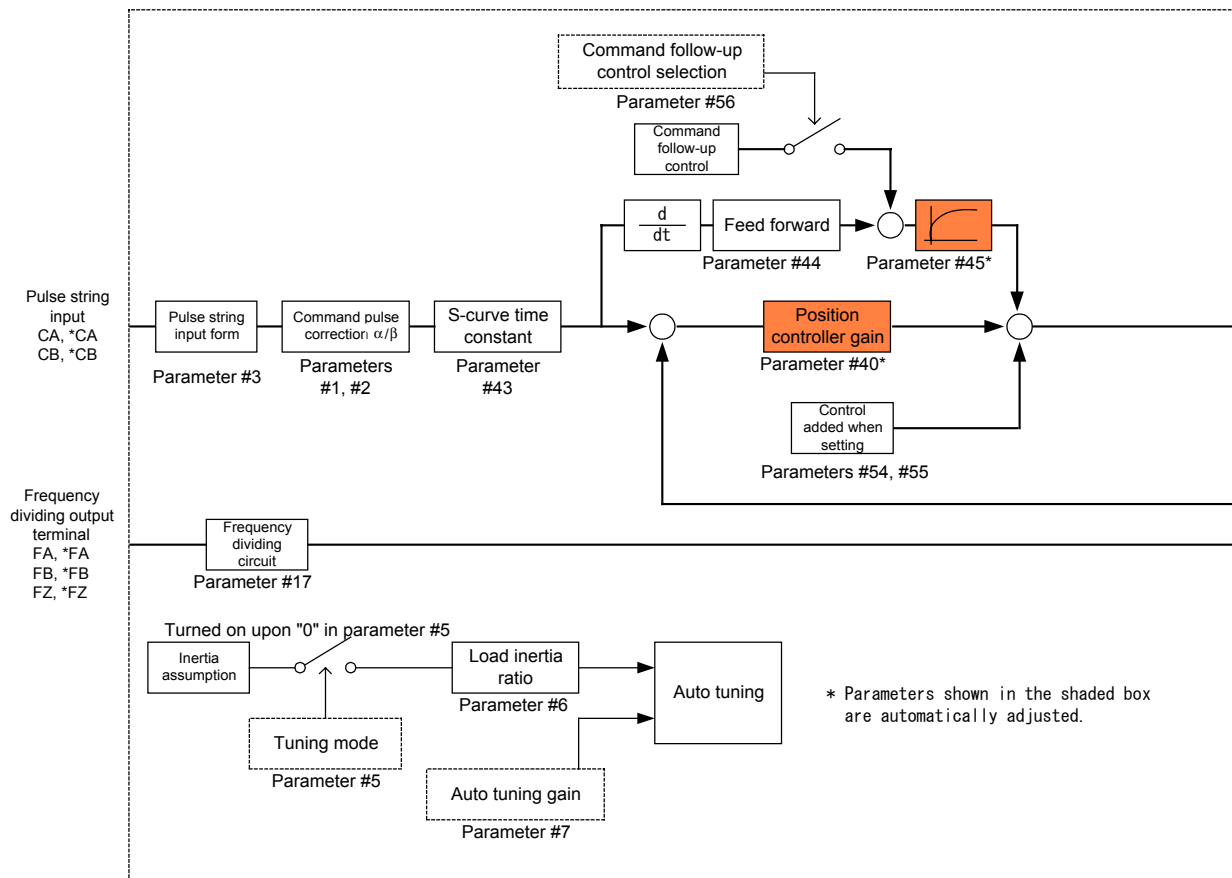 Command follow-up
control selection
Parameter #56
Command
follow-up
control
d
dt
Feed forward
Parameter #44
Parameter #45*
Pulse string
input
CA, *CA
CB, *CB
Pulse string
input form
Parameter #3
Command pulse
correction α/β
Parameters
#1, #2
S-curve time
constant
Parameter
#43
Position
controller gain
Parameter #40*
Control
added when
setting
Parameters #54, #55
Frequency
dividing output
terminal
FA, *FA
FB, *FB
FZ, *FZ
Frequency
dividing
circuit
Parameter #17
Turned on upon "0" in parameter #5
Inertia
assumption
Load inertia
ratio
Parameter #6
Auto tuning
Tuning mode
Parameter #5
Auto tuning gain
Parameter #7
* Parameters shown in the shaded box
are automatically adjusted.